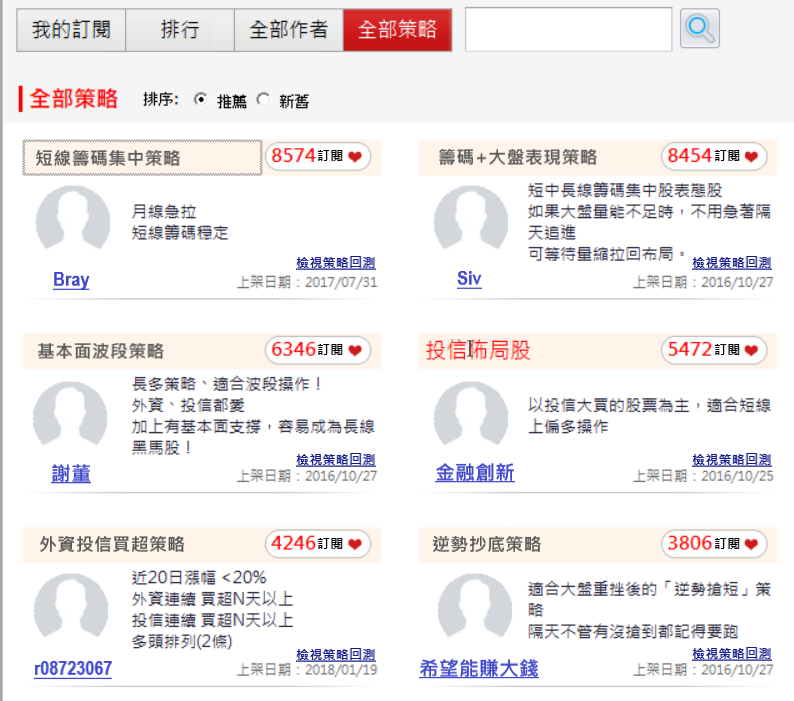 我的訂閱 排行 全部作者 全部策略
全部策略 排序: 推薦 新舊
短線籌碼集中策略 8574訂閱
月線急拉
短線籌碼穩定
檢視策略回測
Bray 上架日期：2017/07/31
籌碼+大盤表現策略 8454訂閱
短中長線籌碼集中股表態股
如果大盤量能不足時，不用急著隔
天追進
可等待量縮拉回布局。
檢視策略回測
Siv 上架日期：2016/10/27
基本面波段策略 6346訂閱
長多策略、適合波段操作！
外資、投信都愛
加上有基本面支撐，容易成為長線
黑馬股！
檢視策略回測
謝董 上架日期：2016/10/27
投信佈局股 5472訂閱
以投信大買的股票為主，適合短線
上偏多操作
檢視策略回測
金融創新 上架日期：2016/10/25
外資投信買超策略 4246訂閱
近20日漲幅 <20%
外資連續 買超N天以上
投信連續 買超N天以上
多頭排列(2條)
檢視策略回測
r08723067 上架日期：2018/01/19
逆勢抄底策略 3806訂閱
適合大盤重挫後的「逆勢搶短」策
略
隔天不管有沒搶到都記得要跑
檢視策略回測
希望能賺大錢 上架日期：2016/10/27